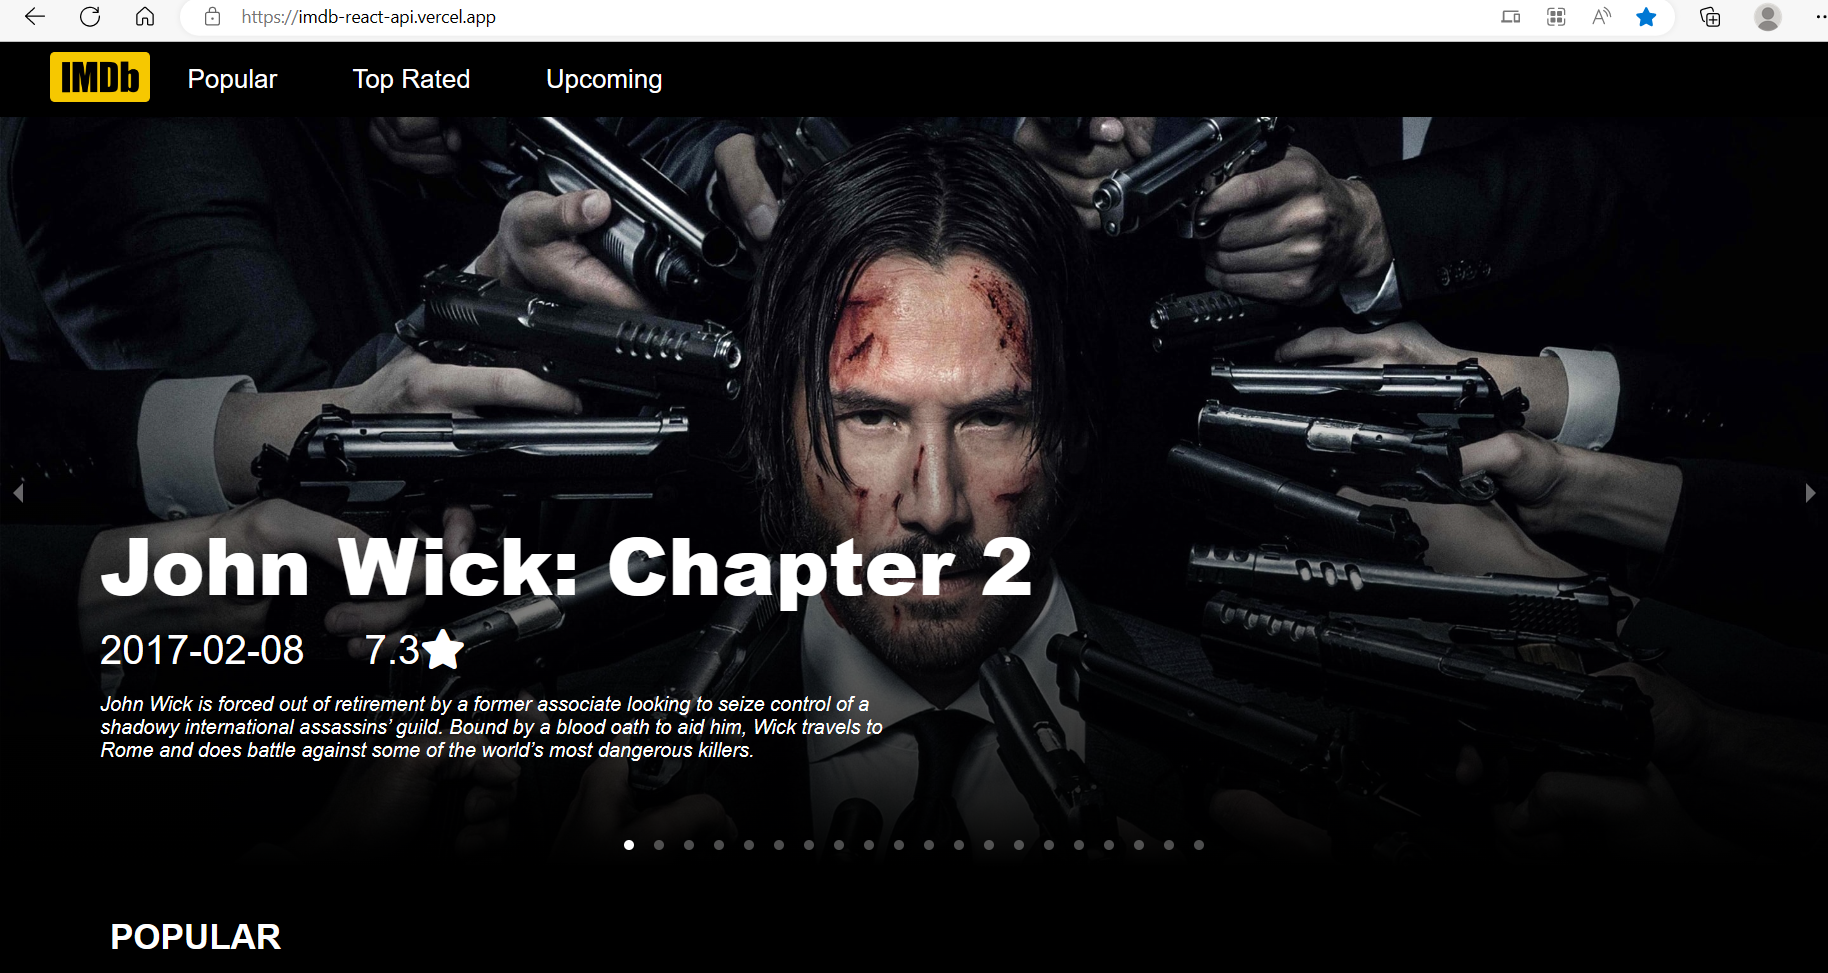 https://imdb-react-api.vercel.app
IMDb Popular Top Rated Upcoming
John Wick: Chapter 2
2017-02-08 7.3
John Wick is forced out of retirement by a former associate looking to seize control of a
shadowy international assassins’ guild. Bound by a blood oath to aid him, Wick travels to
Rome and does battle against some of the world’s most dangerous killers.
POPULAR